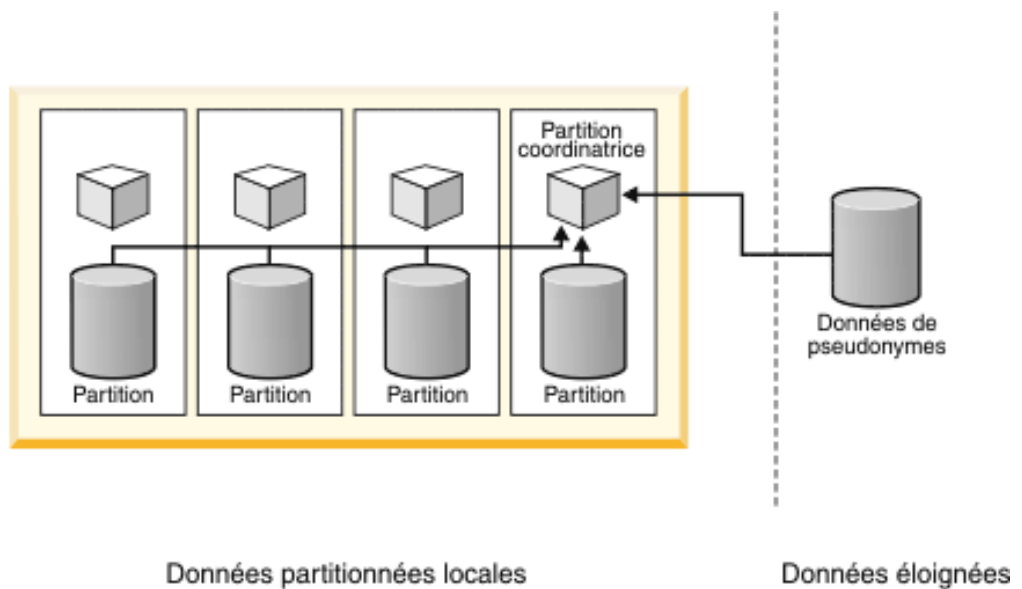 Partition
coordinatrice
Partition
Partition
Partition
Partition
Données de
pseudonymes
Données partitionnées locales
Données éloignées